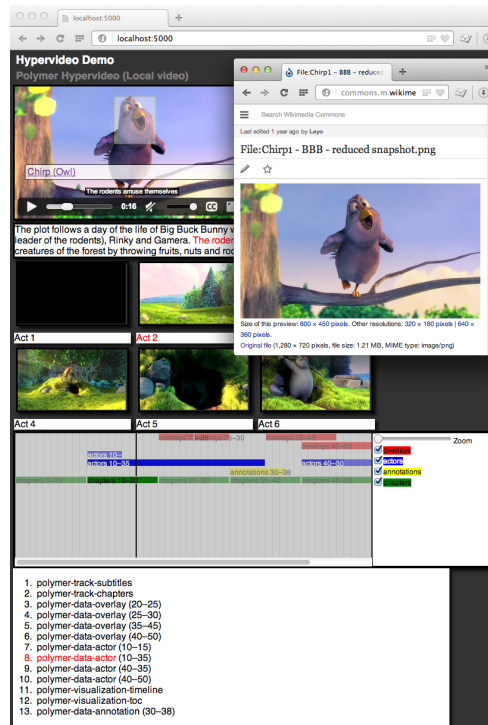 localhost:5000
localhost:5000
Hypervideo Demo
Polymer Hypervideo (Local video)
Chirp (Owl)
The rodents amuse themselves
0:16
CC
The plot follows a day of the life of Big Buck Bunny
leader of the rodents), Rinky and Gamera. The roden
creatures of the forest by throwing fruits, nuts and
File:Chirp1 - BBB - reduced
commons.m.wikime
Search Wikimedia Commons
Last edited 1 year ago by Leyo
File:Chirp1 - BBB - reduced snapshot.png
Size of this preview: 800 × 450 pixels. Other resolutions: 320 × 180 pixels | 640 ×
360 pixels.
Original file (1,280 × 720 pixels, file size: 1.21 MB, MIME type: image/png)
Act 1
Act 2
Act 4
Act 5
Act 6
overlays 35–45
overlays 40–50
actors 10–
actors 10–35
actors 40–50
annotations 30–38
chapters 10–20
Zoom
overlays
actors
annotations
chapters
1. polymer-track-subtitles
2. polymer-track-chapters
3. polymer-data-overlay (20–25)
4. polymer-data-overlay (25–30)
5. polymer-data-overlay (35–45)
6. polymer-data-overlay (40–50)
7. polymer-data-actor (10–15)
8. polymer-data-actor (10–35)
9. polymer-data-actor (40–35)
10. polymer-data-actor (40–50)
11. polymer-visualization-timeline
12. polymer-visualization-toc
13. polymer-data-annotation (30–38)